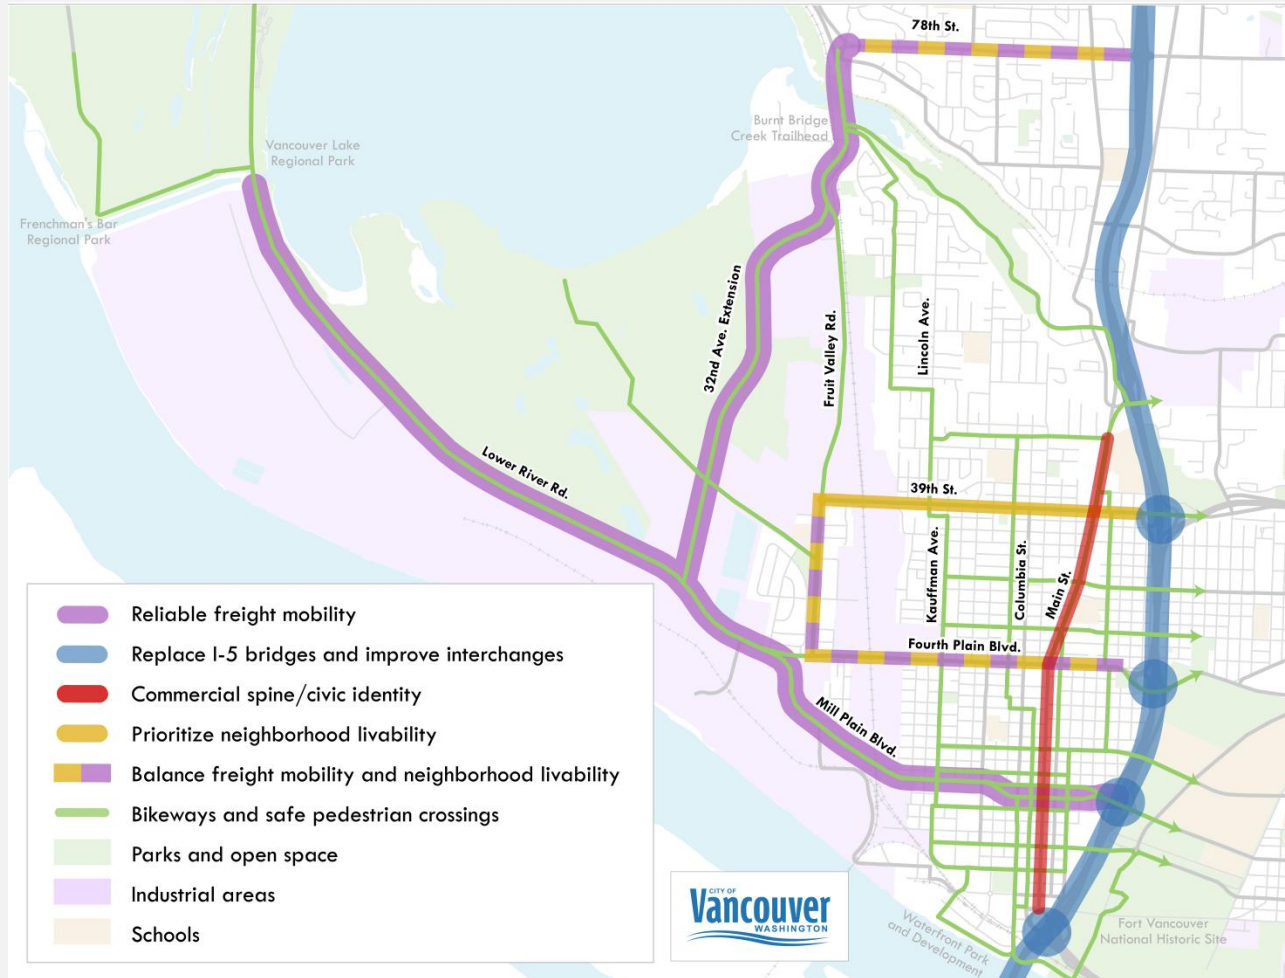 78th St.
Burnt Bridge
Creek Trailhead
Vancouver Lake
Regional Park
Frenchman's Bar
Regional Park
32nd Ave. Extension
Fruit Valley Rd.
Lincoln Ave.
Lower River Rd.
39th St.
Kauffman Ave.
Columbia St.
Main St.
Fourth Plain Blvd.
Mill Plain Blvd.
Reliable freight mobility
Replace I-5 bridges and improve interchanges
Commercial spine/civic identity
Prioritize neighborhood livability
Balance freight mobility and neighborhood livability
Bikeways and safe pedestrian crossings
Parks and open space
Industrial areas
Schools
CITY OF
Vancouver
WASHINGTON
Waterfront Park
and Development
Fort Vancouver
National Historic Site